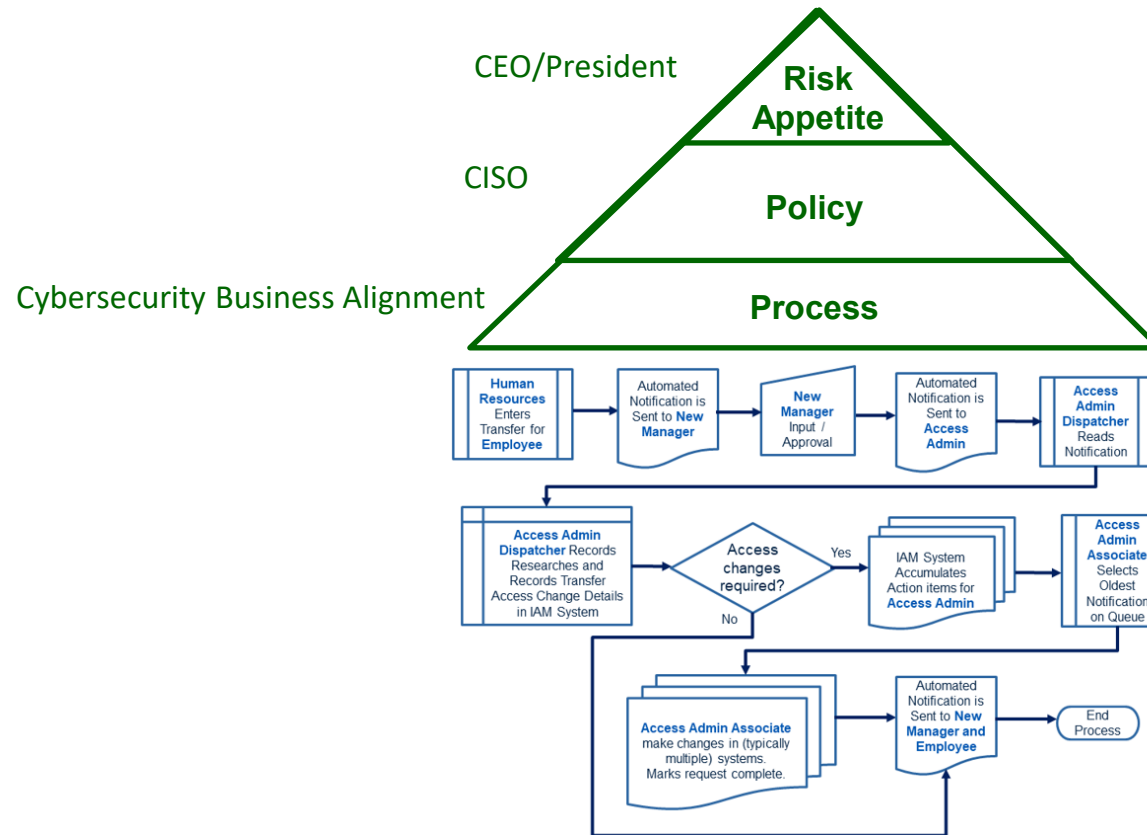 CEO/President
Risk
Appetite
CISO
Policy
Cybersecurity Business Alignment
Process
Human
Resources
Enters
Transfer for
Employee
Automated
Notification is
Sent to New
Manager
New
Manager
Input /
Approval
Automated
Notification is
Sent to
Access
Admin
Access
Admin
Dispatcher
Reads
Notification
Access Admin
Dispatcher Records
Researches and
Records Transfer
Access Change Details
in IAM System
Access
changes
required?
Yes
No
IAM System
Accumulates
Action items for
Access Admin
Access
Admin
Associate
Selects
Oldest
Notification
on Queue
Access Admin Associate
make changes in (typically
multiple) systems.
Marks request complete.
Automated
Notification is
Sent to New
Manager and
Employee
End
Process